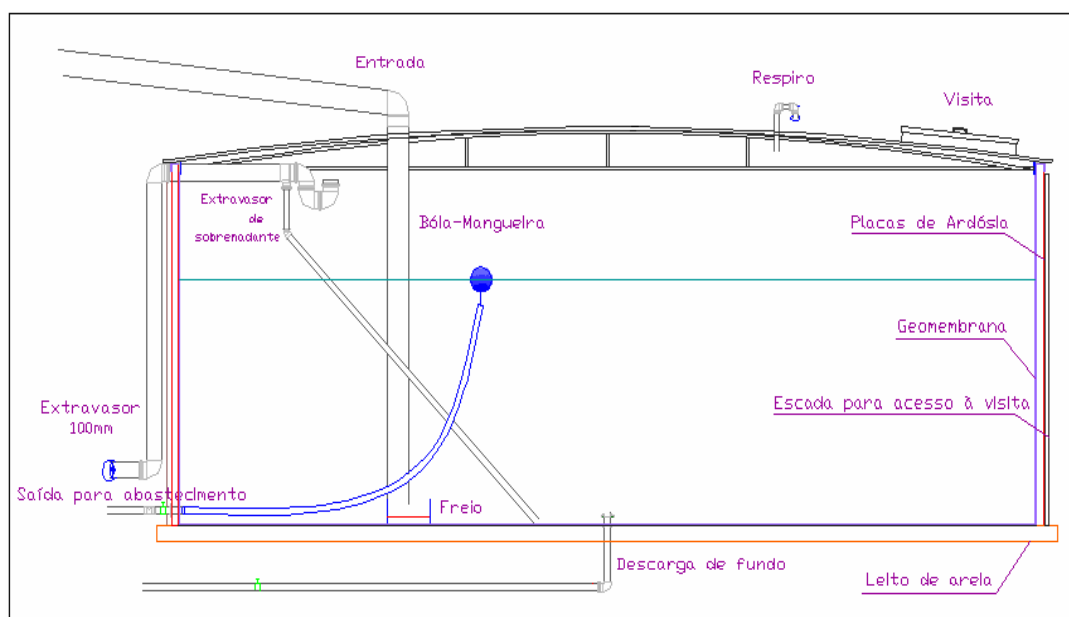 Entrada
Respiro
Visita
Extravasor
de
sobrenadante
Bóia-Mangueira
Placas de Ardósia
Geomembrana
Escada para acesso à visita
Extravasor
100mm
Saída para abastecimento
Freio
Descarga de fundo
Leito de areia